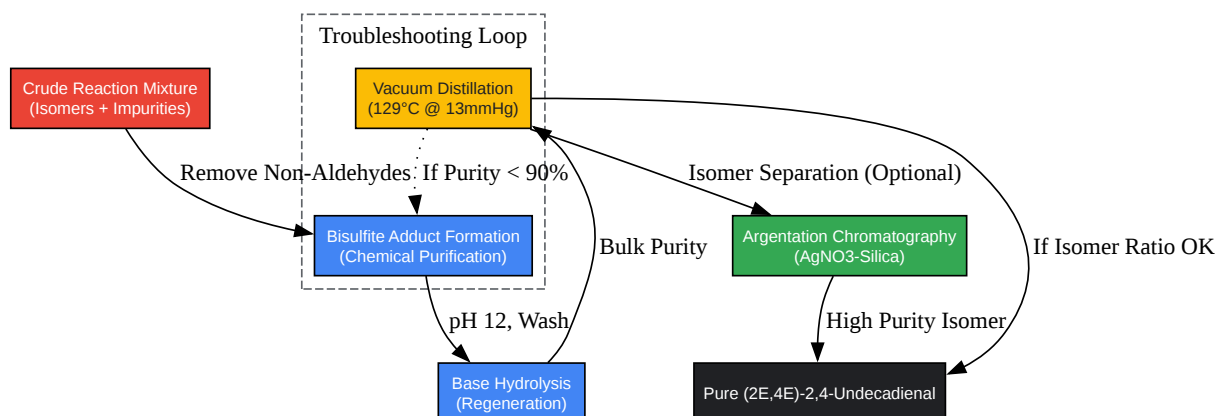 Troubleshooting Loop
Crude Reaction Mixture
(Isomers + Impurities)
Vacuum Distillation
(129°C @ 13mmHg)
Remove Non-Aldehydes
If Purity < 90%
Isomer Separation (Optional)
Bisulfite Adduct Formation
(Chemical Purification)
Bulk Purity
Argentation Chromatography
(AgNO3-Silica)
If Isomer Ratio OK
pH 12, Wash
High Purity Isomer
Base Hydrolysis
(Regeneration)
Pure (2E,4E)-2,4-Undecadienal